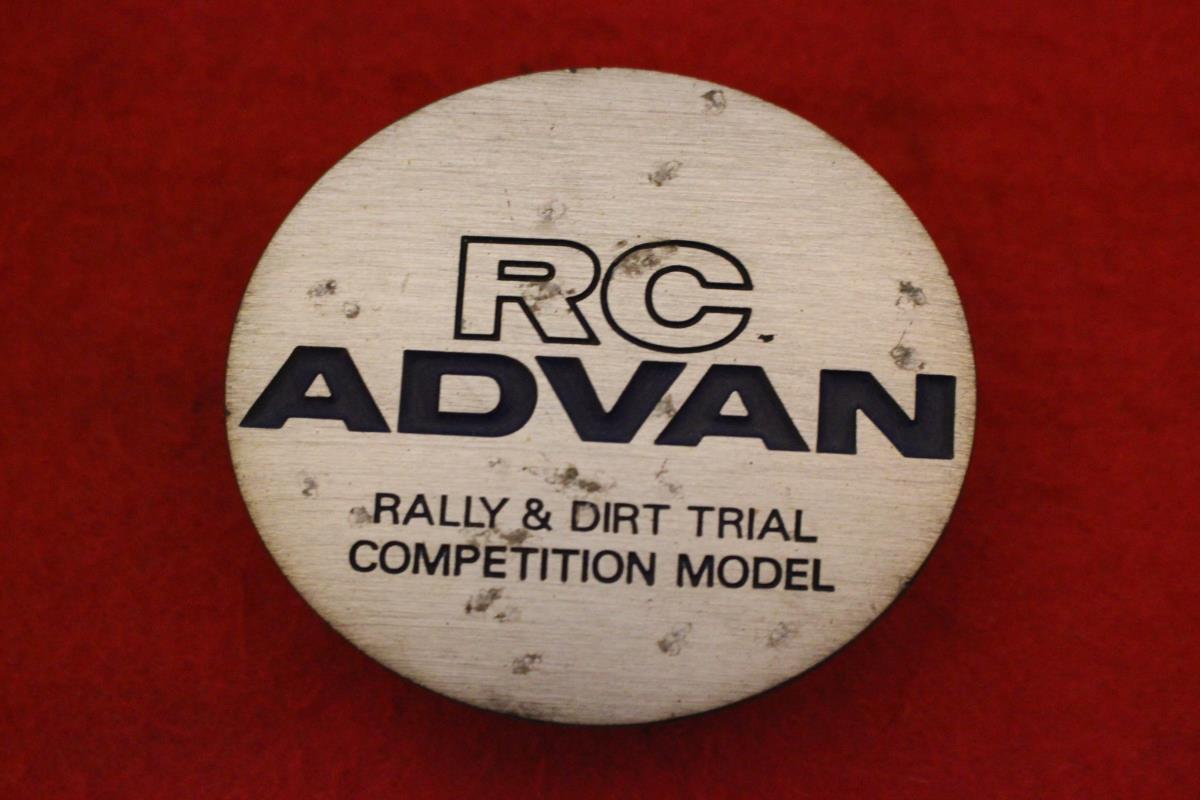 RC
ADVAN
RALLY & DIRT TRIAL
COMPETITION MODEL